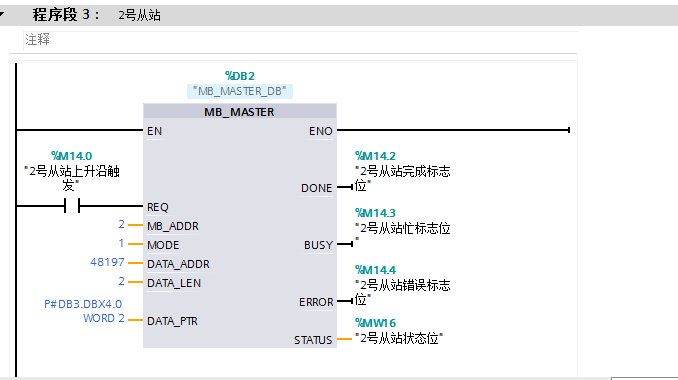 程序段 3： 2号从站
注释
%DB2
"MB_MASTER_DB"
MB_MASTER
EN ENO
%M14.0
"2号从站上升沿触
发"
REQ
2 MB_ADDR
1 MODE
48197 DATA_ADDR
2 DATA_LEN
P#DB3.DBX4.0
WORD 2 DATA_PTR
%M14.2
"2号从站完成标志
DONE 位"
%M14.3
"2号从站忙标志位
BUSY "
%M14.4
"2号从站错误标志
ERROR 位"
%MW16
STATUS "2号从站状态位"